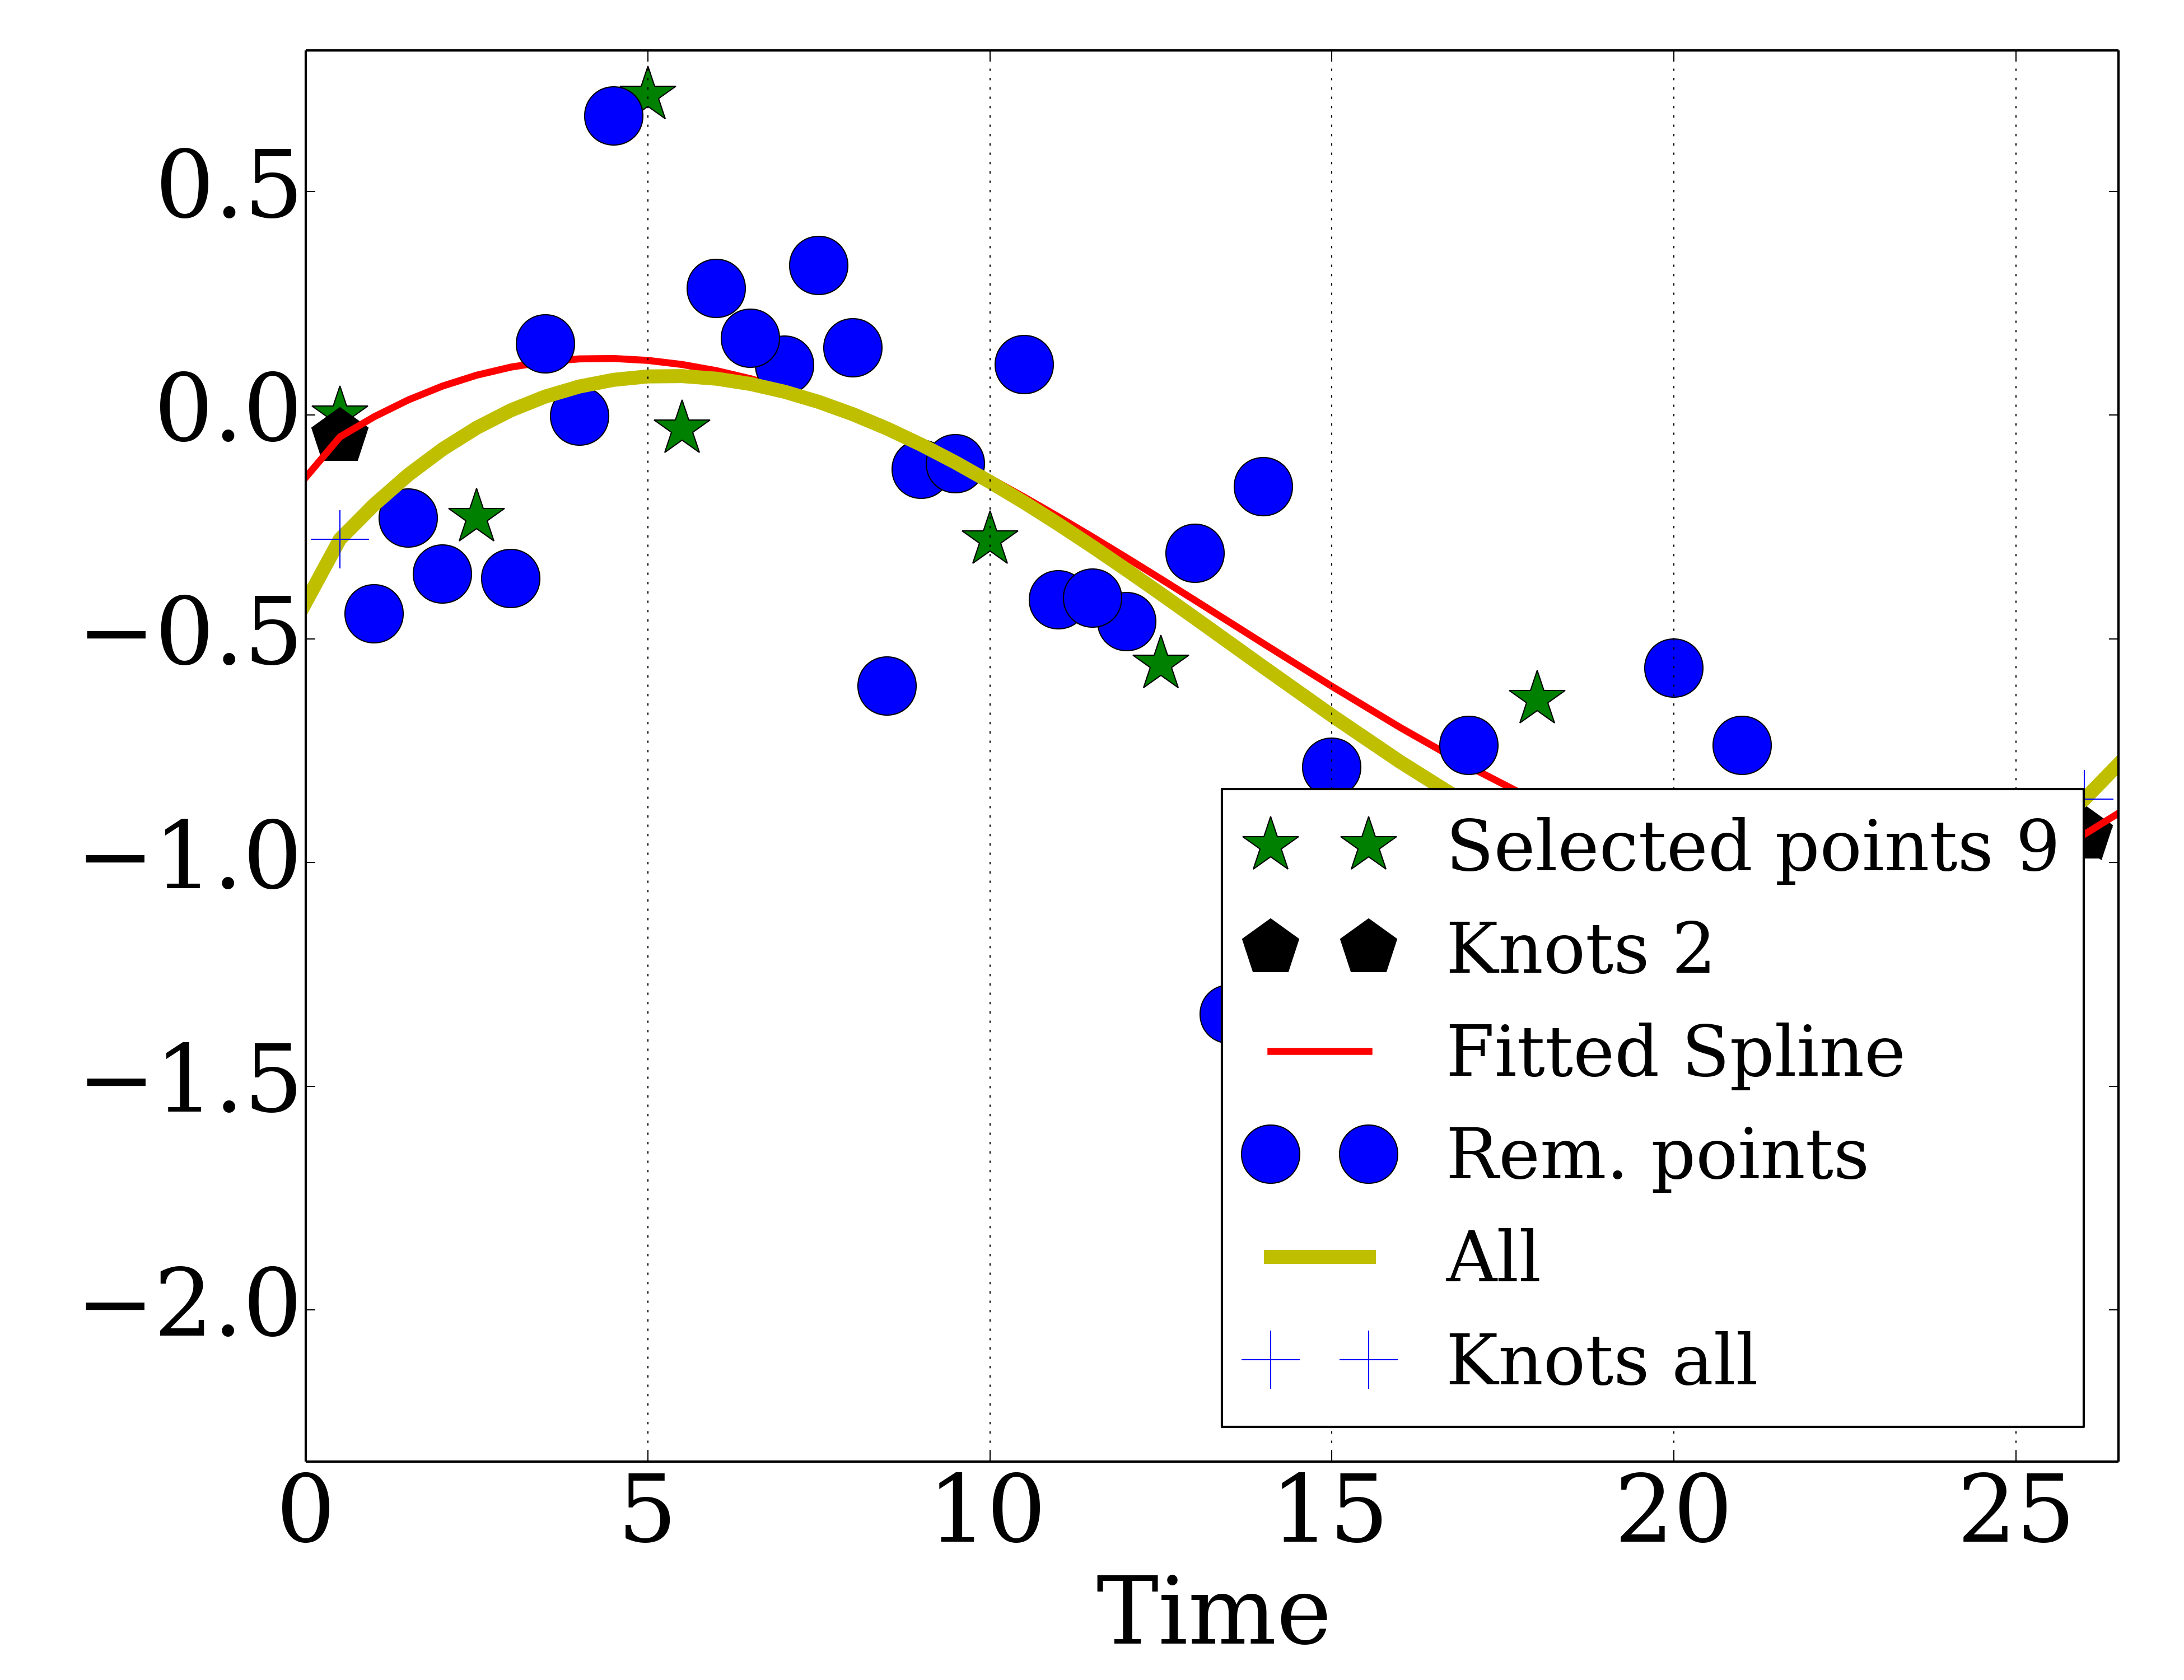 0.5
0.0
−0.5
−1.0
−1.5
−2.0
Selected points 9
Knots 2
Fitted Spline
Rem. points
All
Knots all
0 5 10 15 20 25
Time